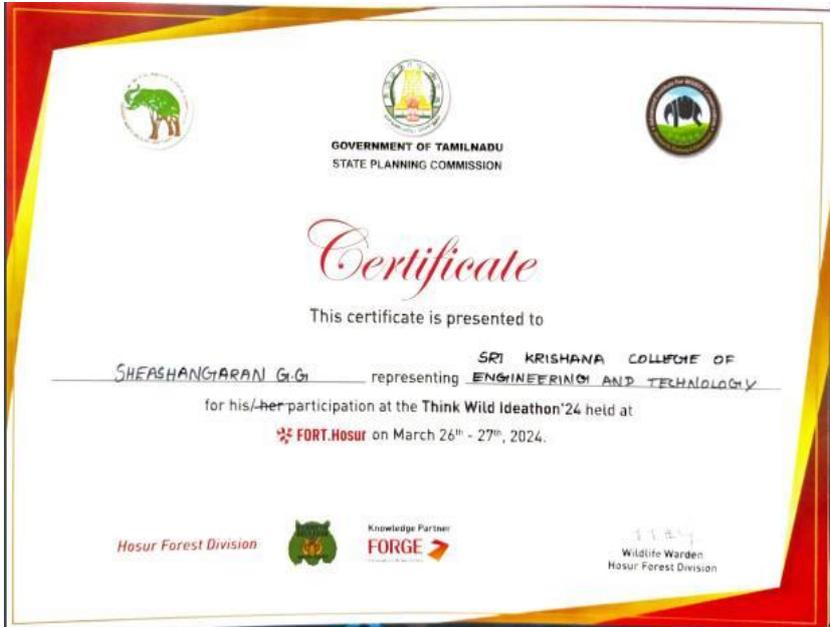 GOVERNMENT OF TAMILNADU
STATE PLANNING COMMISSION
Certificate
This certificate is presented to
SRI KRISHANA COLLEGE OF
SHEASHANGARAN G.G representing ENGINEERING AND TECHNOLOGY
for his/her participation at the Think Wild Ideathon'24 held at
FORT.Hosur on March 26th - 27th, 2024.
Hosur Forest Division
Knowledge Partner
FORGE
Wildlife Warden
Hosur Forest Division